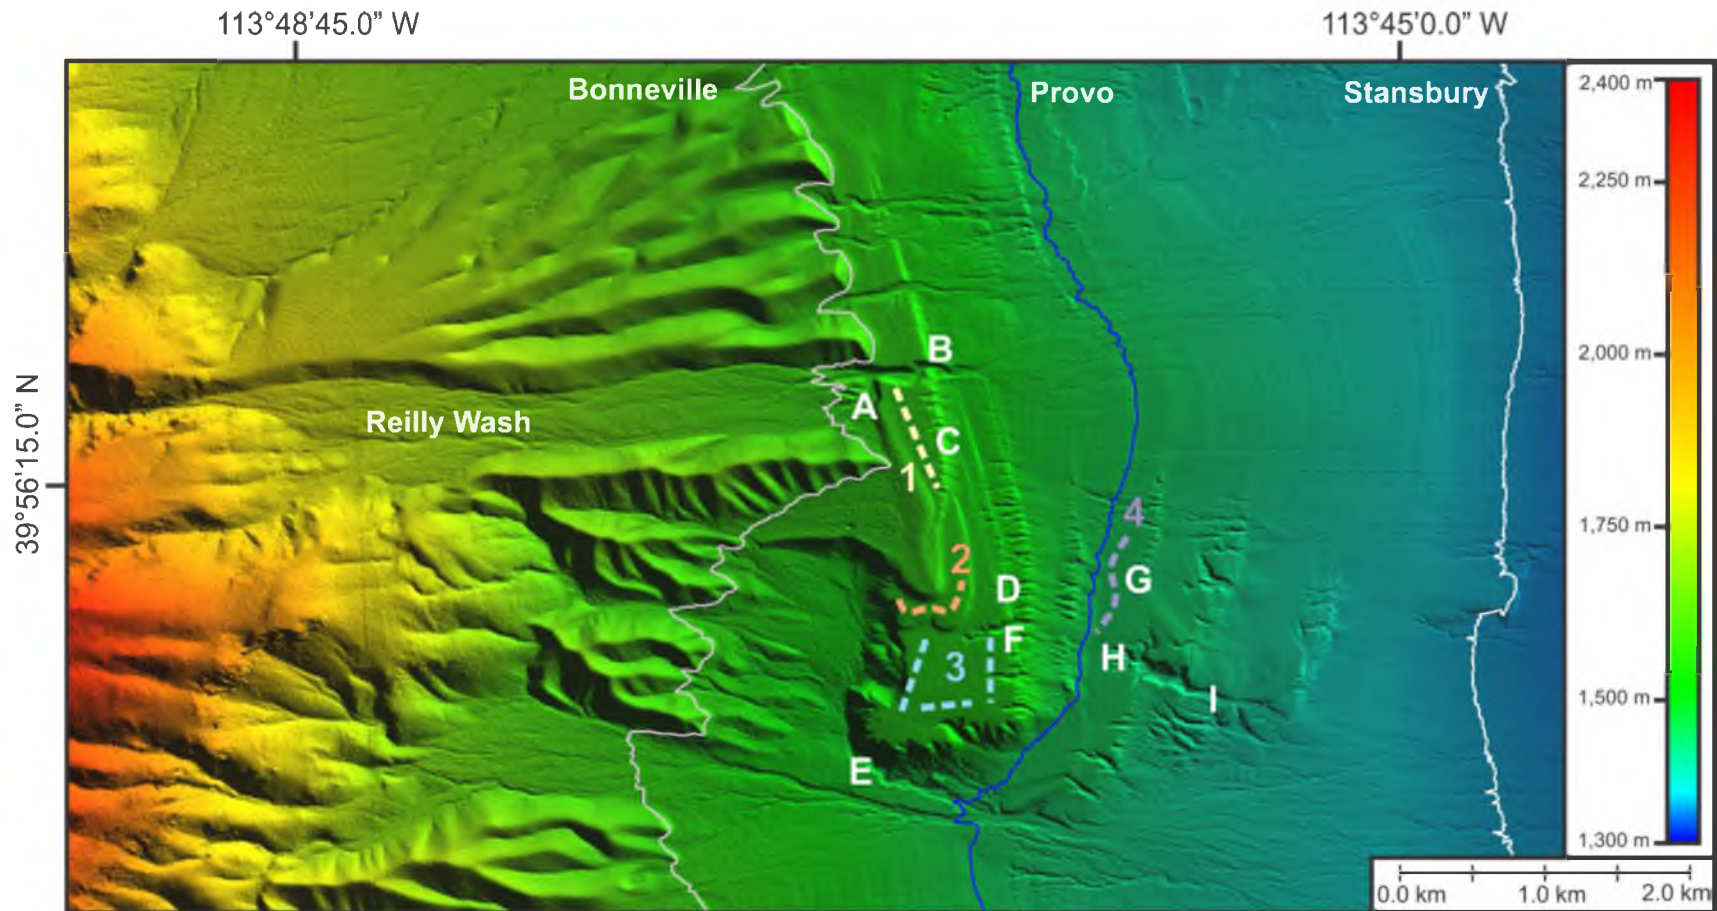 113°48'45.0" W
113°45'0.0" W
Bonneville
Provo
Stansbury
2,400 m
2,250 m
2,000 m
1,750 m
1,500 m
1,300 m
39°56'15.0" N
Reilly Wash
B
A
C
1
4
2
D
G
F
3
H
I
E
0.0 km
1.0 km
2.0 km